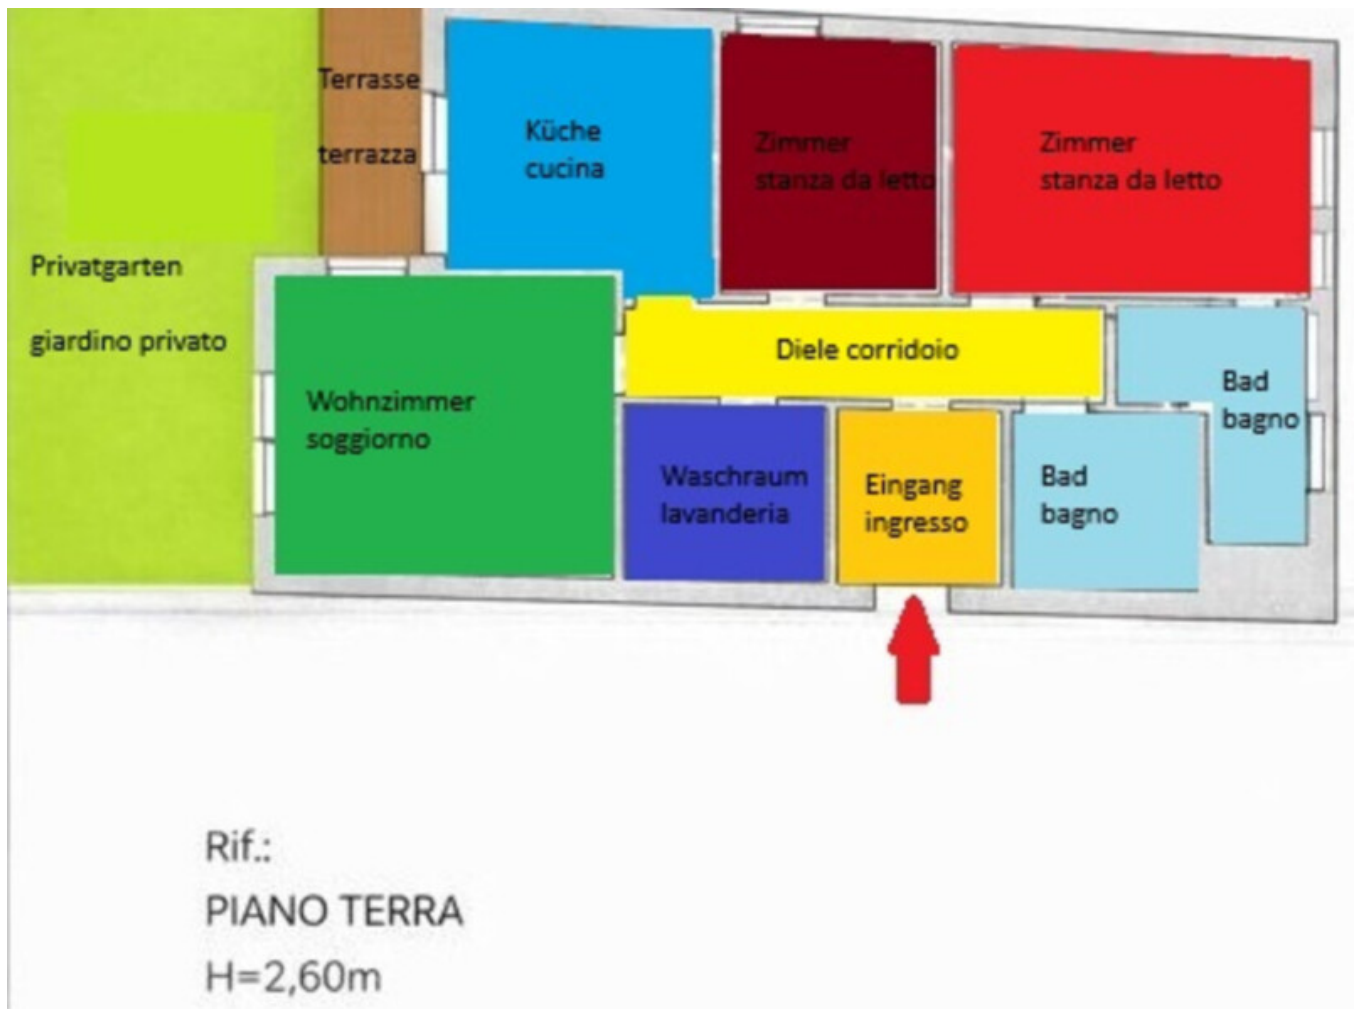 Terrasse
terrazza
Küche
cucina
Zimmer
stanza da letto
Zimmer
stanza da letto
Privatgarten
giardino privato
Diele corridoio
Wohnzimmer
soggiorno
Bad
bagno
Waschraum
lavanderia
Eingang
ingresso
Bad
bagno
Rif.:
PIANO TERRA
H=2,60m